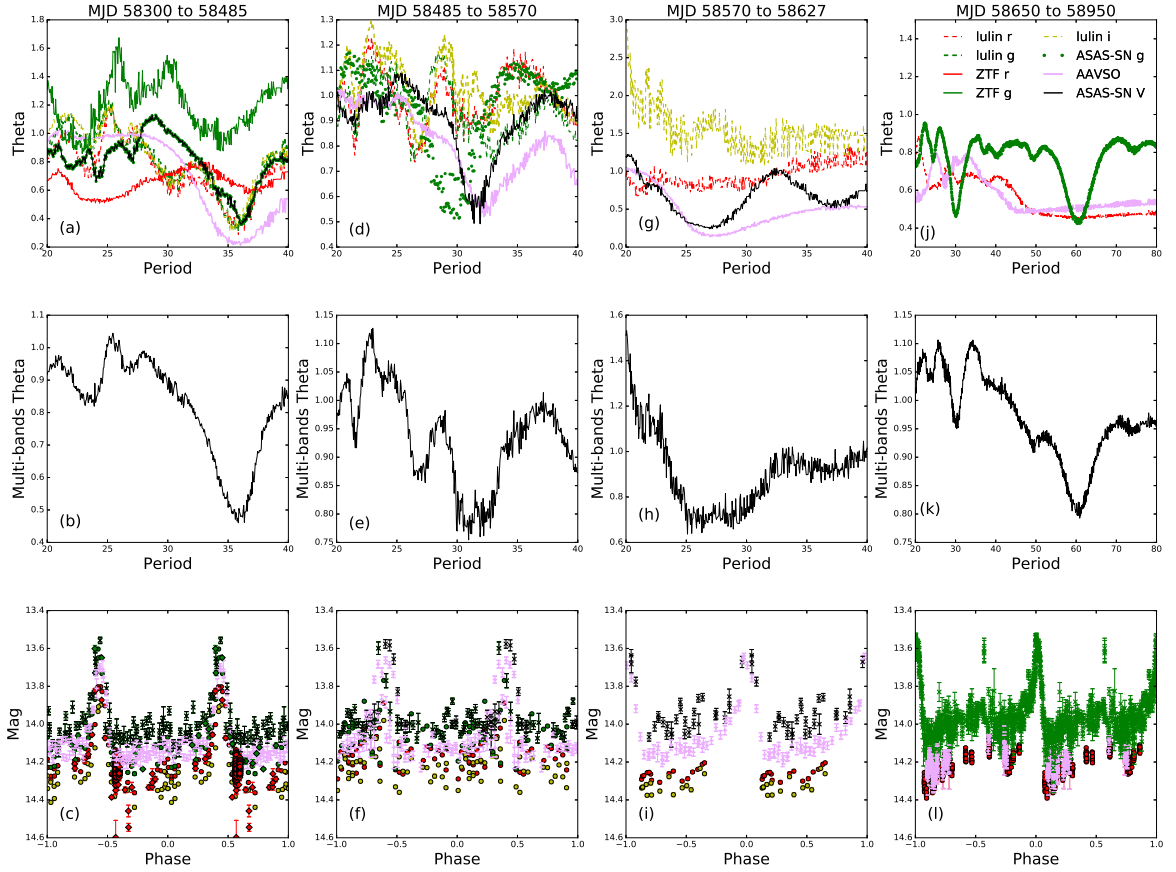 MJD 58300 to 58485
MJD 58485 to 58570
MJD 58570 to 58627
MJD 58650 to 58950
1.8
1.6
1.4
1.2
1.0
0.8
0.6
0.4
0.2
Theta
(a)
20 25 30 35 40
Period
1.3
1.2
1.1
1.0
0.9
0.8
0.7
0.6
0.5
0.4
Theta
(d)
20 25 30 35 40
Period
3.0
2.5
2.0
1.5
1.0
0.5
0.0
Theta
(g)
20 25 30 35 40
Period
1.4
1.2
1.0
0.8
0.6
0.4
Theta
lulin r
lulin g
ZTF r
ZTF g
lulin i
ASAS-SN g
AAVSO
ASAS-SN V
(j)
20 30 40 50 60 70 80
Period
1.1
1.0
0.9
0.8
0.7
0.6
0.5
0.4
Multi-bands Theta
(b)
20 25 30 35 40
Period
1.15
1.10
1.05
1.00
0.95
0.90
0.85
0.80
0.75
Multi-bands Theta
(e)
20 25 30 35 40
Period
1.6
1.4
1.2
1.0
0.8
0.6
Multi-bands Theta
(h)
20 25 30 35 40
Period
1.15
1.10
1.05
1.00
0.95
0.90
0.85
0.80
0.75
Multi-bands Theta
(k)
20 30 40 50 60 70 80
Period
13.4
13.6
13.8
14.0
14.2
14.4
14.6
Mag
(c)
−1.0 −0.5 0.0 0.5 1.0
Phase
13.4
13.6
13.8
14.0
14.2
14.4
14.6
Mag
(f)
−1.0 −0.5 0.0 0.5 1.0
Phase
13.4
13.6
13.8
14.0
14.2
14.4
14.6
Mag
(i)
−1.0 −0.5 0.0 0.5 1.0
Phase
13.4
13.6
13.8
14.0
14.2
14.4
14.6
Mag
(l)
−1.0 −0.5 0.0 0.5 1.0
Phase